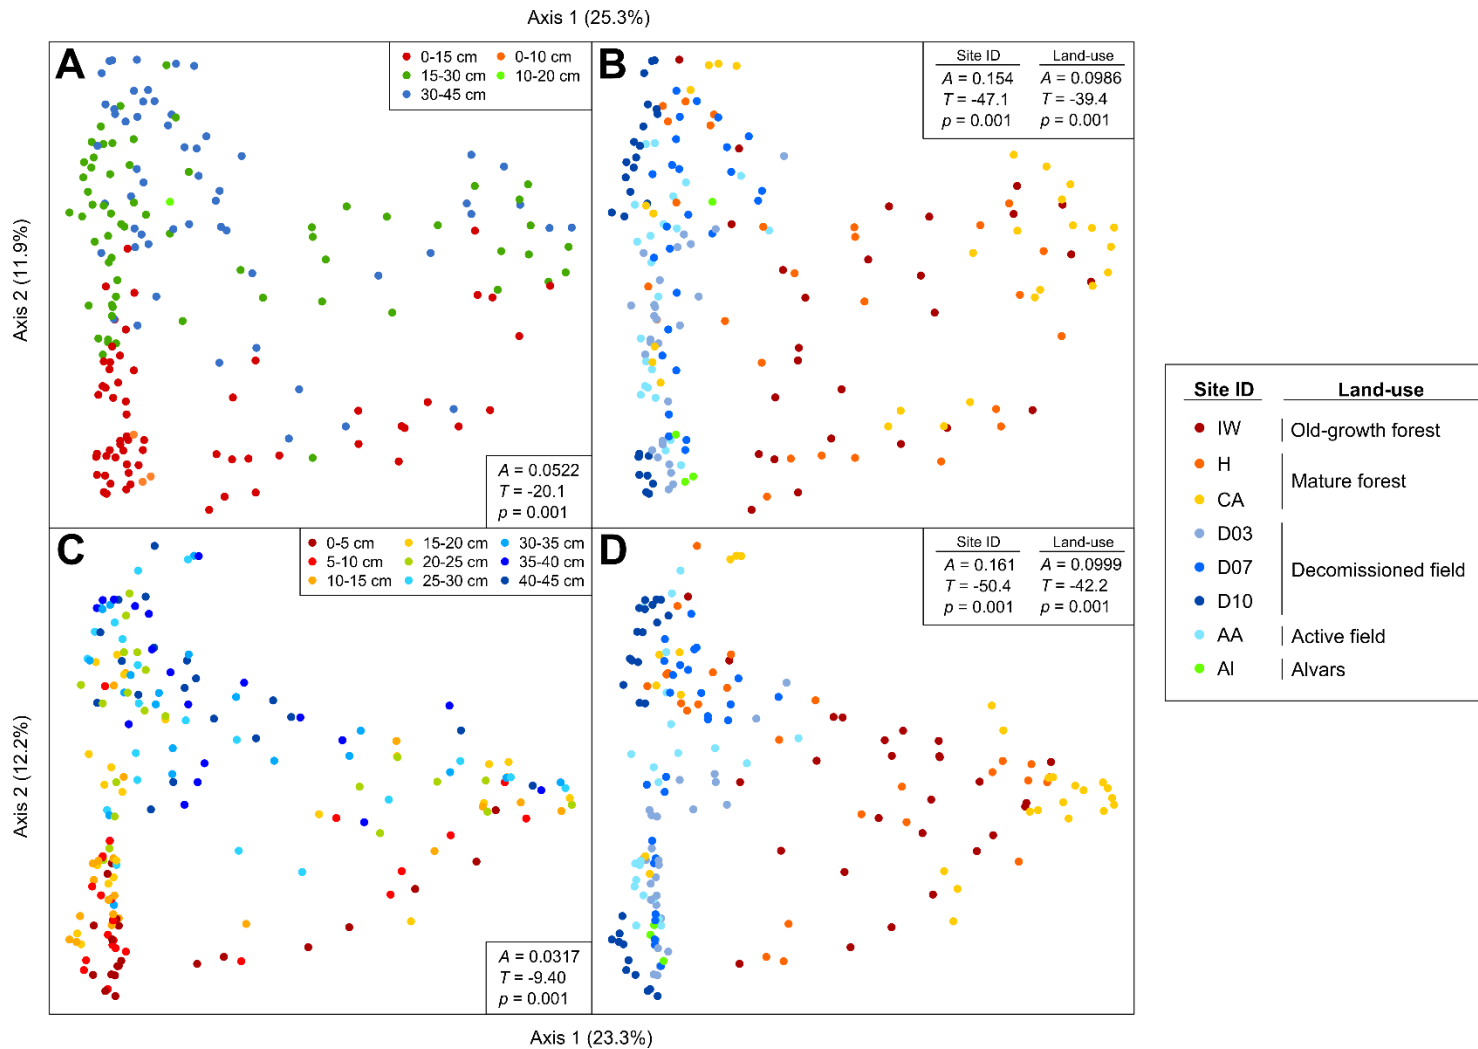 Axis 1 (25.3%)
A
0-15 cm 0-10 cm
15-30 cm 10-20 cm
30-45 cm
B
Site ID Land-use
A = 0.154 A = 0.0986
T = -47.1 T = -39.4
p = 0.001 p = 0.001
Axis 2 (11.9%)
A = 0.0522
T = -20.1
p = 0.001
C
0-5 cm 15-20 cm 30-35 cm
5-10 cm 20-25 cm 35-40 cm
10-15 cm 25-30 cm 40-45 cm
D
Site ID Land-use
A = 0.161 A = 0.0999
T = -50.4 T = -42.2
p = 0.001 p = 0.001
Axis 2 (12.2%)
A = 0.0317
T = -9.40
p = 0.001
Axis 1 (23.3%)
Site ID Land-use
IW Old-growth forest
H
Mature forest
CA
D03
D07 Decomissioned field
D10
AA Active field
Al Alvars